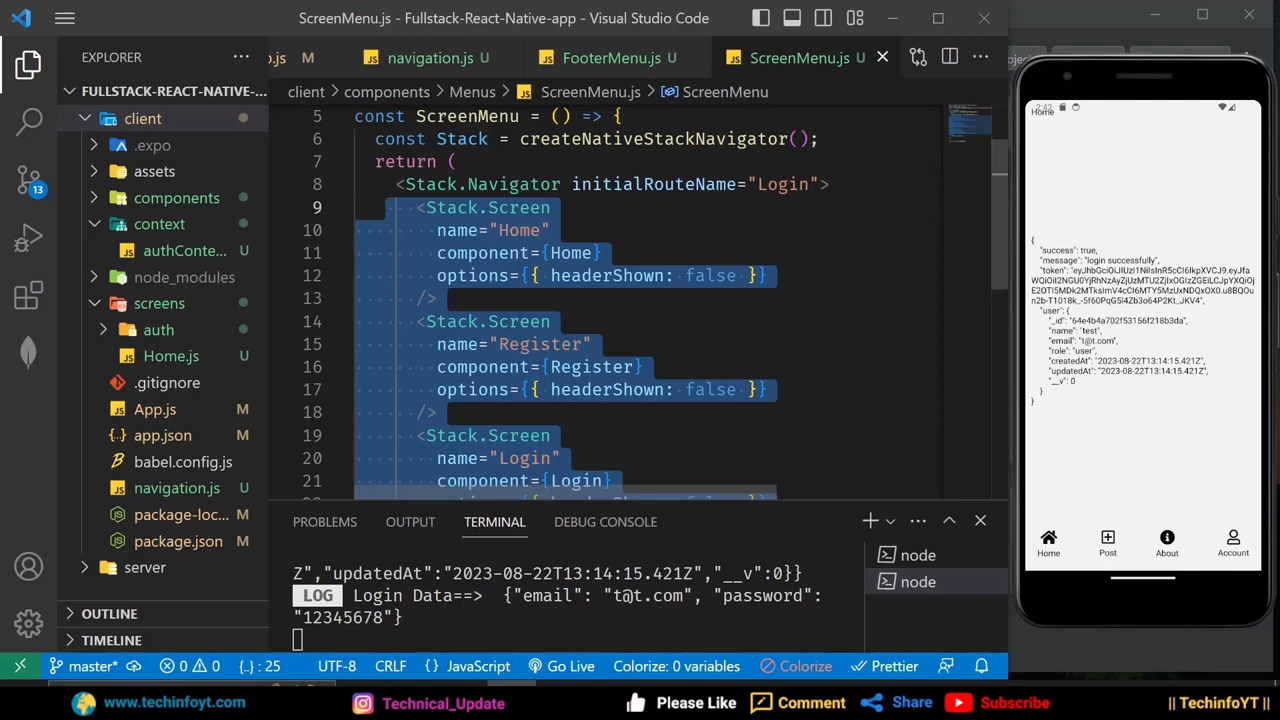 ScreenMenu.js - Fullstack-React-Native-app - Visual Studio Code
EXPLORER
p.js M
navigation.js U
FooterMenu.js U
ScreenMenu.js U
FULLSTACK-REACT-NATIVE-...
client
.expo
assets
components
context
authConte... U
node_modules
screens
auth
Home.js U
.gitignore
App.js M
app.json M
babel.config.js
navigation.js U
package-loc... M
package.json M
server
OUTLINE
TIMELINE
13
client > components > Menus > ScreenMenu.js > ScreenMenu
5 const ScreenMenu = () => {
6 const Stack = createNativeStackNavigator();
7 return (
8 <Stack.Navigator initialRouteName="Login">
9 <Stack.Screen
10 name="Home"
11 component={Home}
12 options={{ headerShown: false }}
13 />
14 <Stack.Screen
15 name="Register"
16 component={Register}
17 options={{ headerShown: false }}
18 />
19 <Stack.Screen
20 name="Login"
21 component={Login}
PROBLEMS OUTPUT TERMINAL DEBUG CONSOLE
Z","updatedAt":"2023-08-22T13:14:15.421Z","__v":0}}
LOG Login Data==> {"email": "t@t.com", "password":
"12345678"}
node
node
master* 0 0 {..} : 25 UTF-8 CRLF {} JavaScript Go Live Colorize: 0 variables Colorize Prettier
2:42
Home
{
"success": true,
"message": "login successfully",
"user": {
"_id": "64e4b4a702f53156f218b3da",
"name": "test",
"email": "t@t.com",
"role": "user",
"createdAt": "2023-08-22T13:14:15.421Z",
"updatedAt": "2023-08-22T13:14:15.421Z",
"__v": 0
}
}
Home Post About Account
www.techinfoyt.com Technical_Update Please Like Comment Share Subscribe || TechinfoYT ||